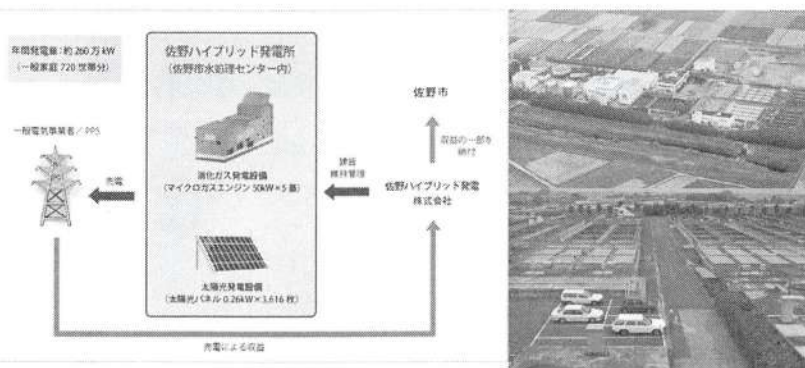 年間発電量：約260万kW
（一般家庭720世帯分）
佐野ハイブリッド発電所
（佐野市水処理センター内）
一般電気事業者／PPS
売電
消化ガス発電設備
（マイクロガスエンジン 50kW×5基）
太陽光発電設備
（太陽光パネル 0.26kW×3,616枚）
建設
維持管理
佐野市
収益の一部を
納付
佐野ハイブリッド発電
株式会社
売電による収益